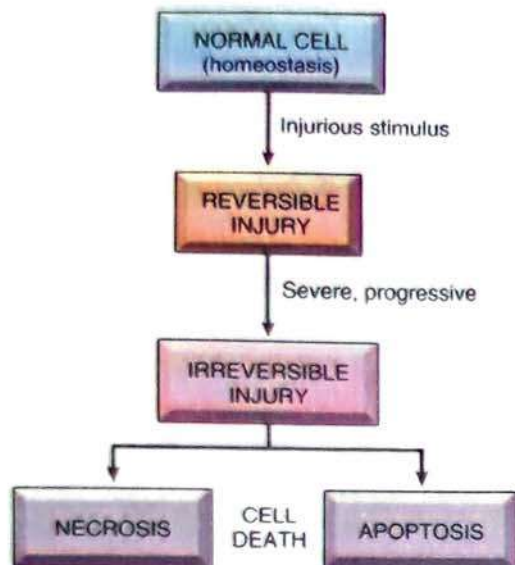 NORMAL CELL
(homeostasis)
Injurious stimulus
REVERSIBLE
INJURY
Severe, progressive
IRREVERSIBLE
INJURY
NECROSIS
CELL
DEATH
APOPTOSIS